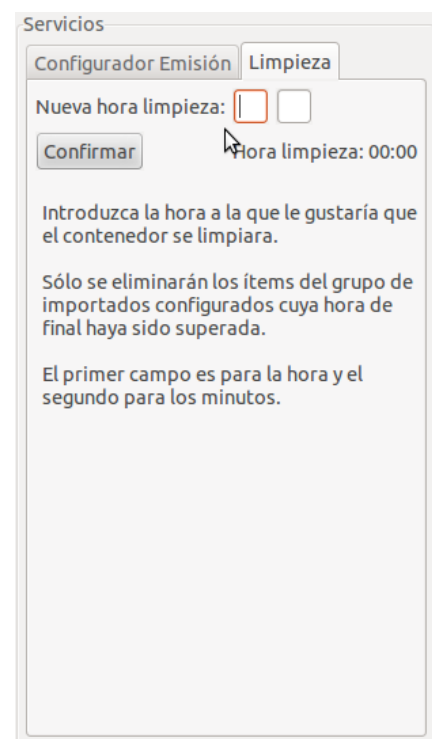 Servicios
Configurador Emisión Limpieza
Nueva hora limpieza:
Confirmar Hora limpieza: 00:00
Introduzca la hora a la que le gustaría que
el contenedor se limpiara.
Sólo se eliminarán los ítems del grupo de
importados configurados cuya hora de
final haya sido superada.
El primer campo es para la hora y el
segundo para los minutos.